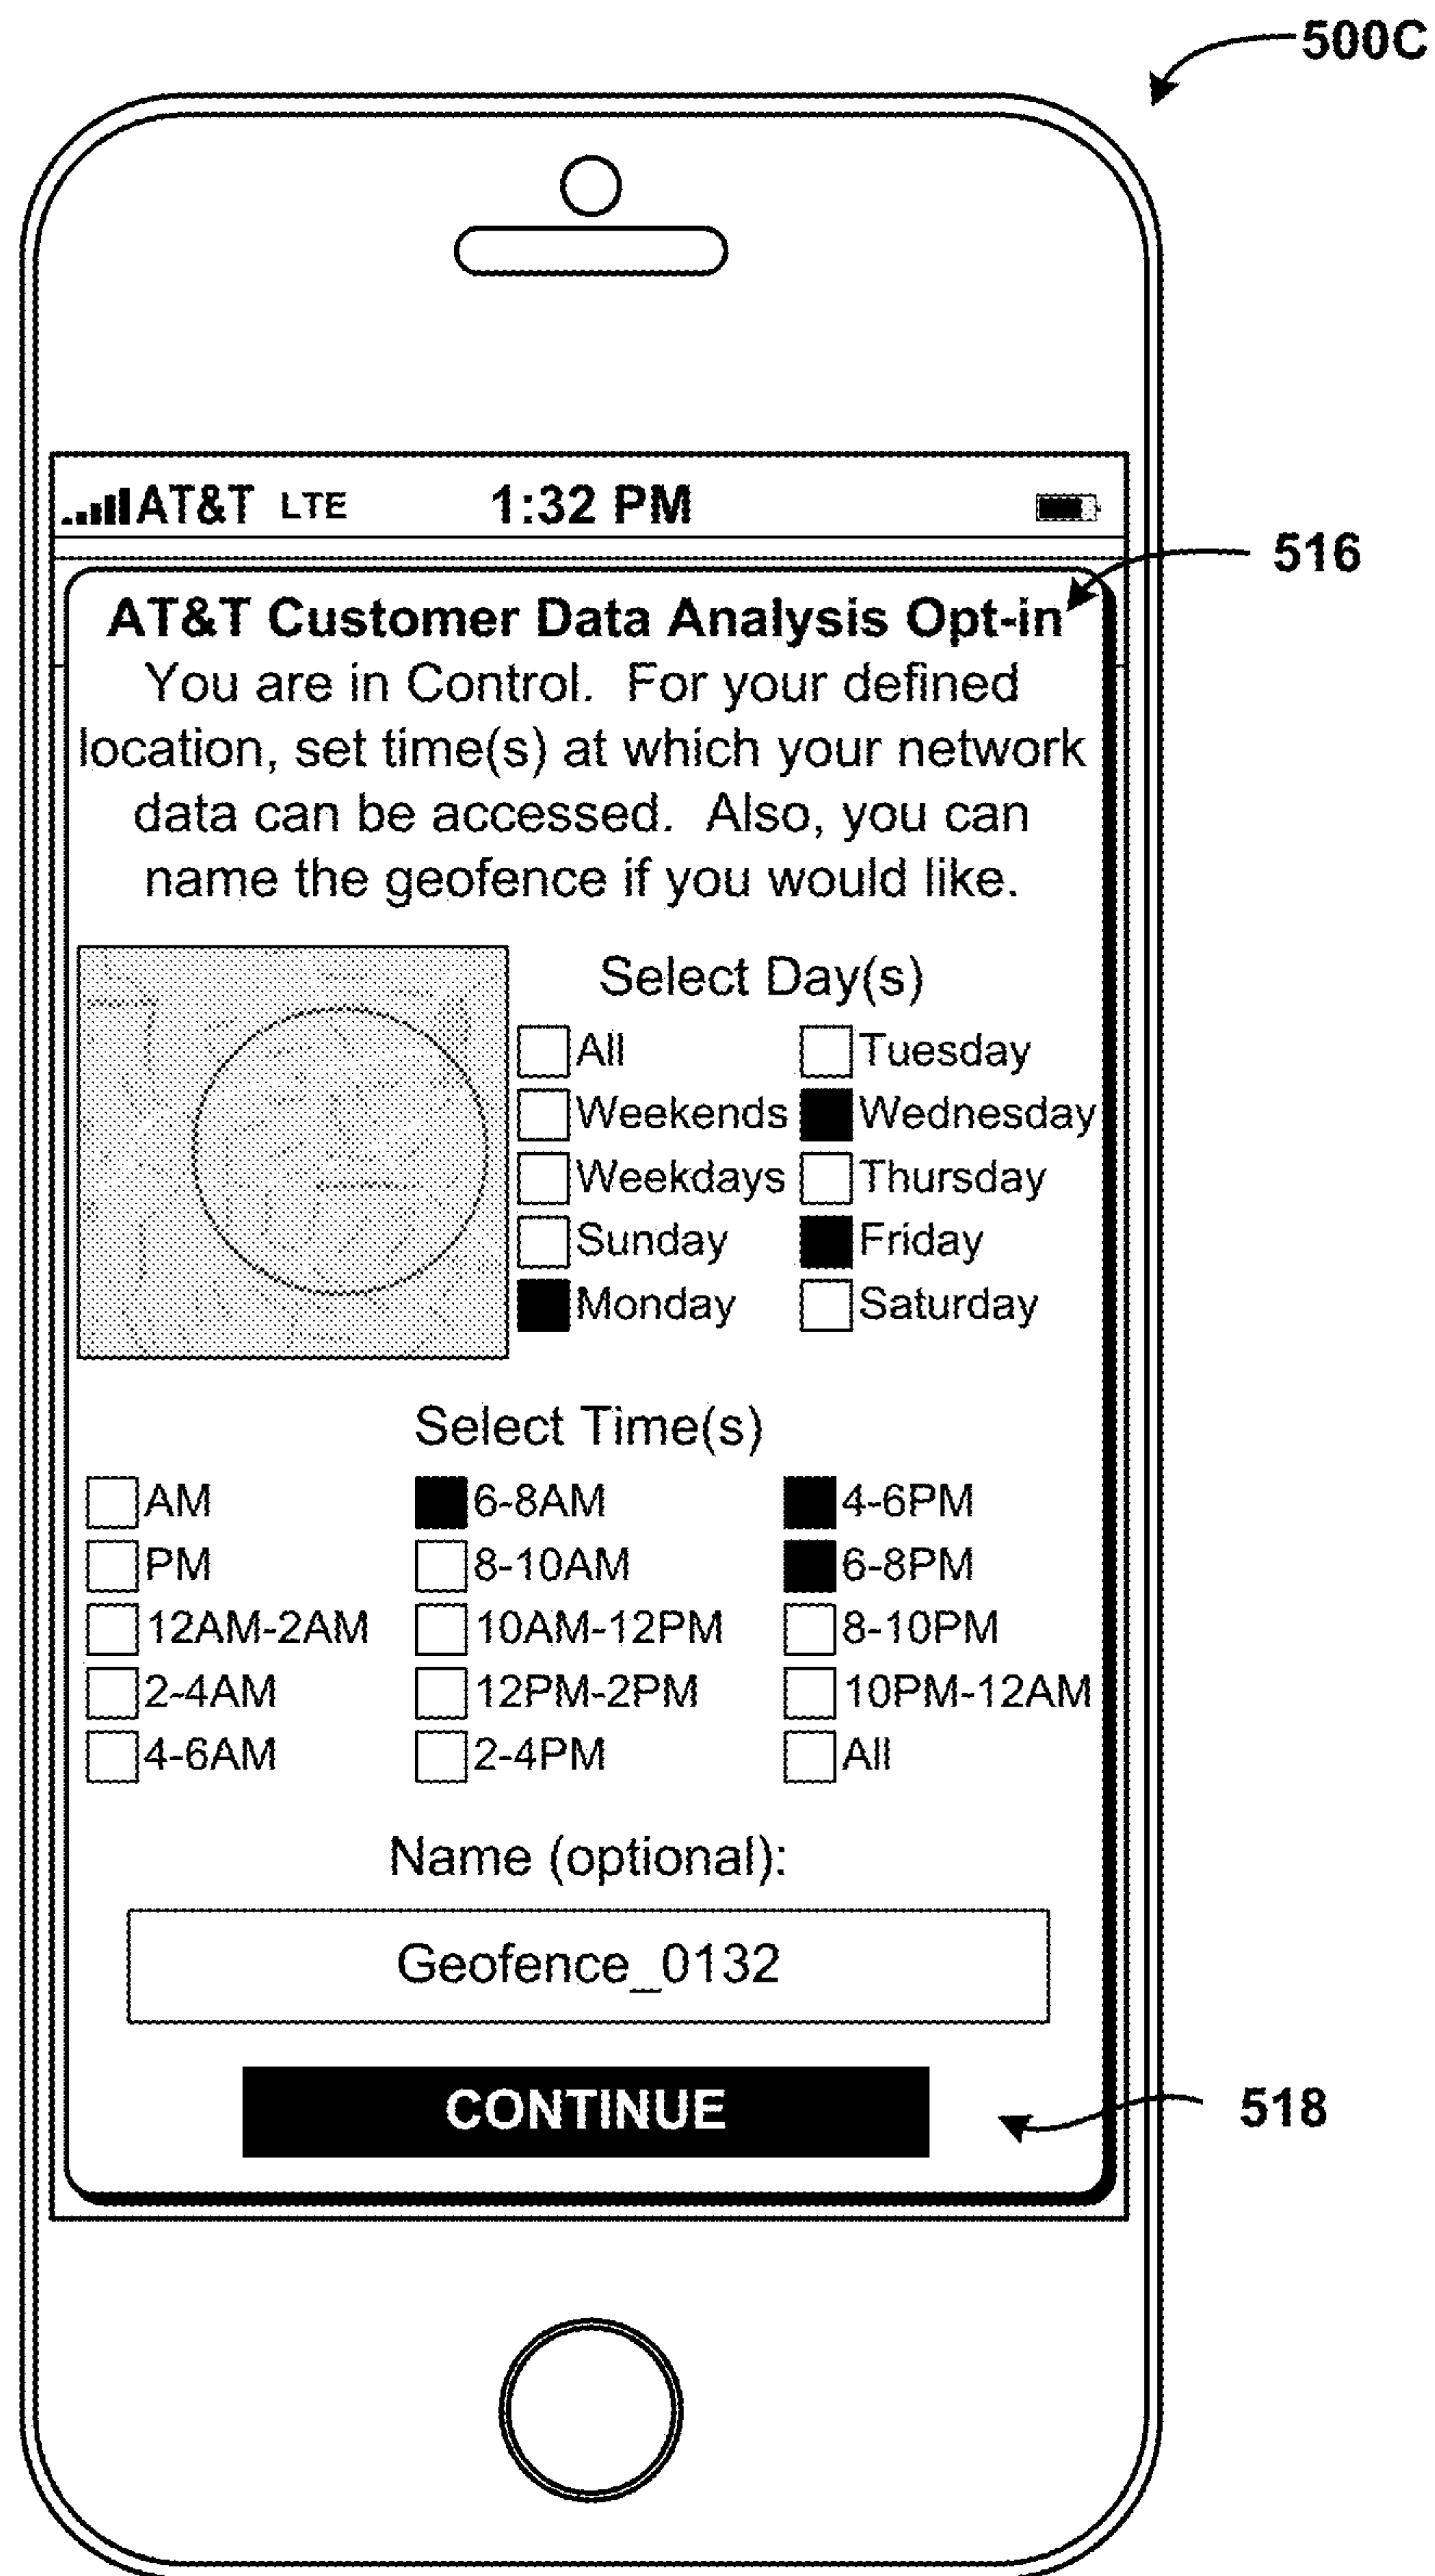 500C
AT&T LTE 1:32 PM
516
AT&T Customer Data Analysis Opt-in
You are in Control. For your defined
location, set time(s) at which your network
data can be accessed. Also, you can
name the geofence if you would like.
Select Day(s)
All Tuesday
Weekends Wednesday
Weekdays Thursday
Sunday Friday
Monday Saturday
Select Time(s)
AM 6-8AM 4-6PM
PM 8-10AM 6-8PM
12AM-2AM 10AM-12PM 8-10PM
2-4AM 12PM-2PM 10PM-12AM
4-6AM 2-4PM All
Name (optional):
Geofence_0132
CONTINUE
518